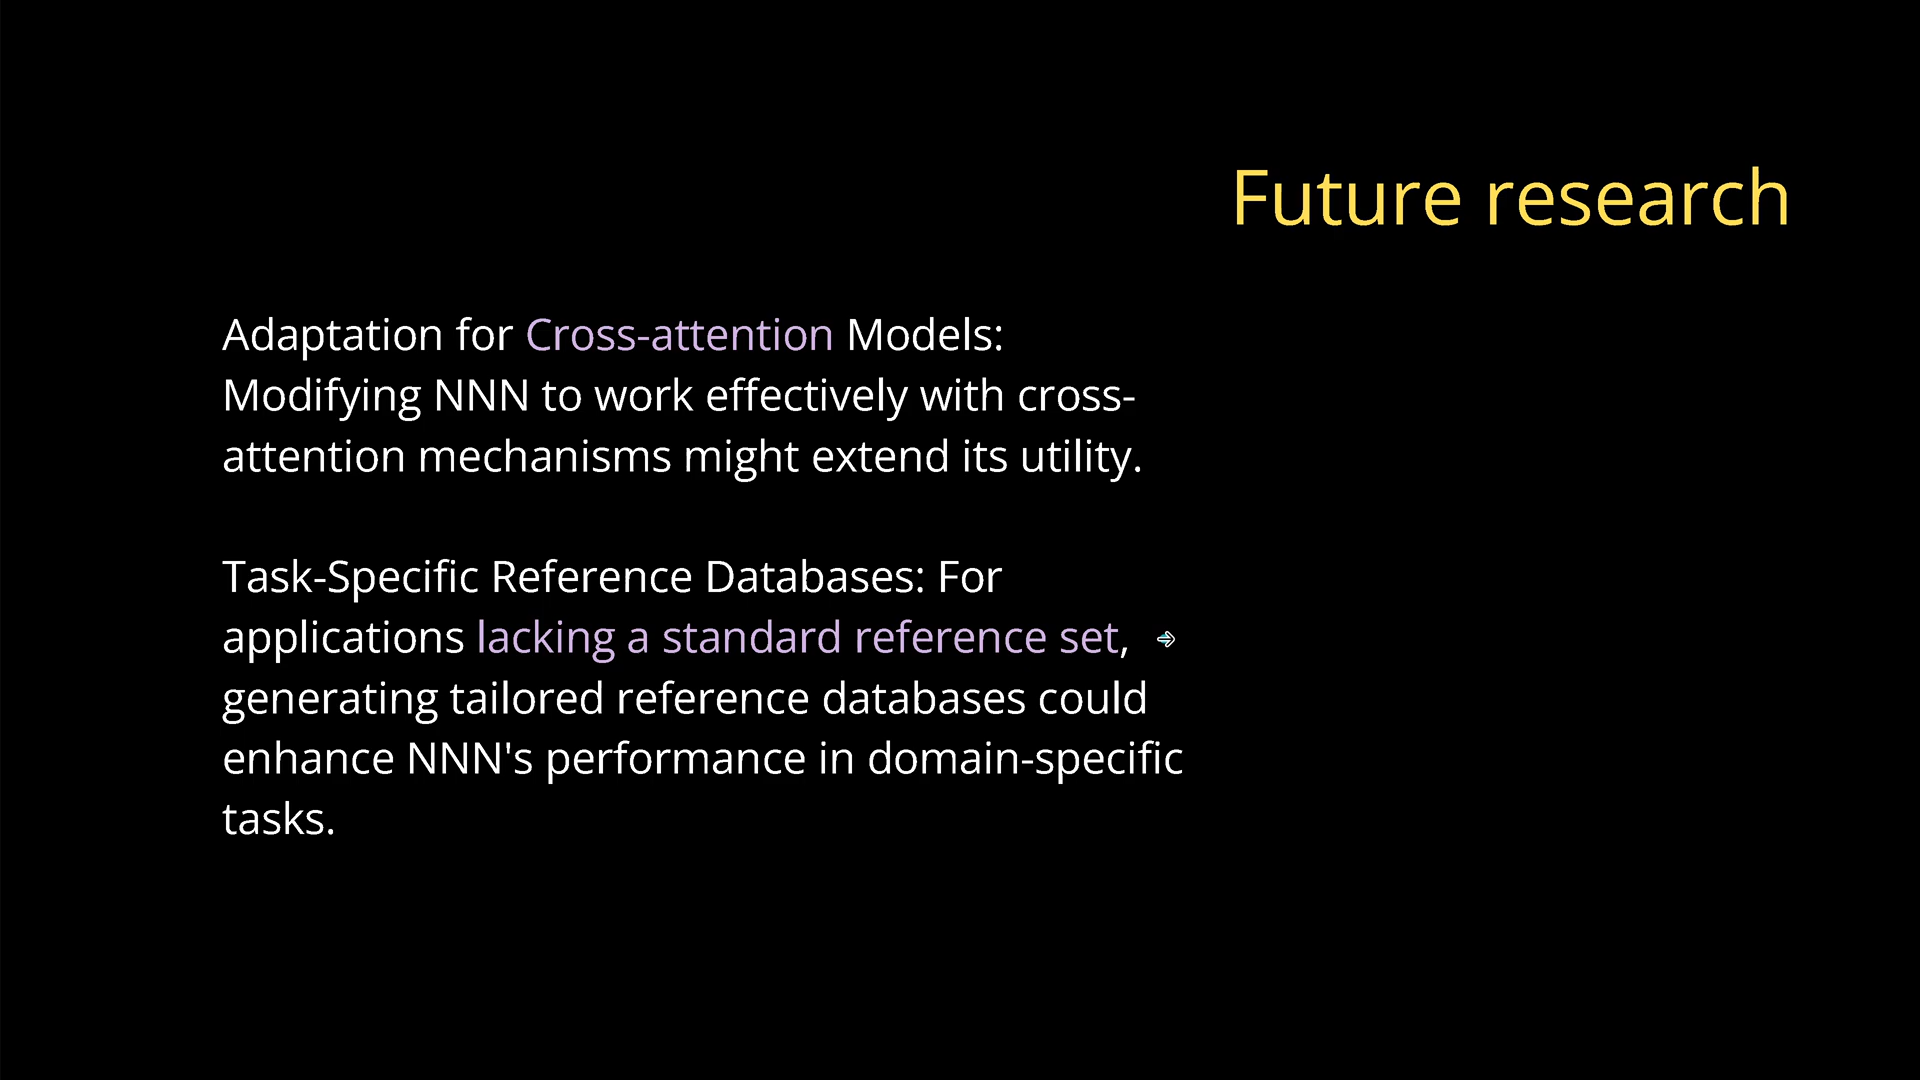 Future research
Adaptation for Cross-attention Models:
Modifying NNN to work effectively with cross-
attention mechanisms might extend its utility.
Task-Specific Reference Databases: For
applications lacking a standard reference set,
generating tailored reference databases could
enhance NNN's performance in domain-specific
tasks.